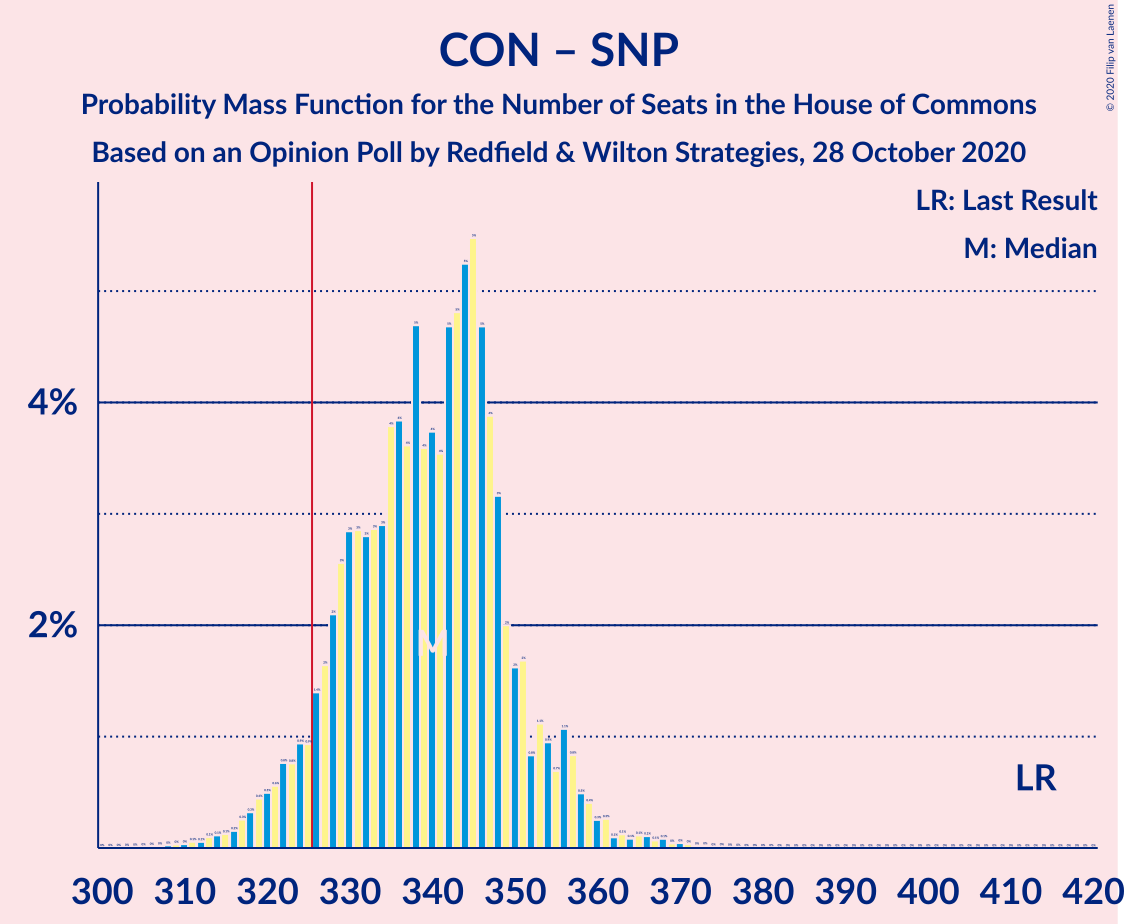 CON – SNP
Probability Mass Function for the Number of Seats in the House of Commons
Based on an Opinion Poll by Redfield & Wilton Strategies, 28 October 2020
© 2020 Filip van Laenen
LR: Last Result
M: Median
4%
2%
M
LR
300 310 320 330 340 350 360 370 380 390 400 410 420